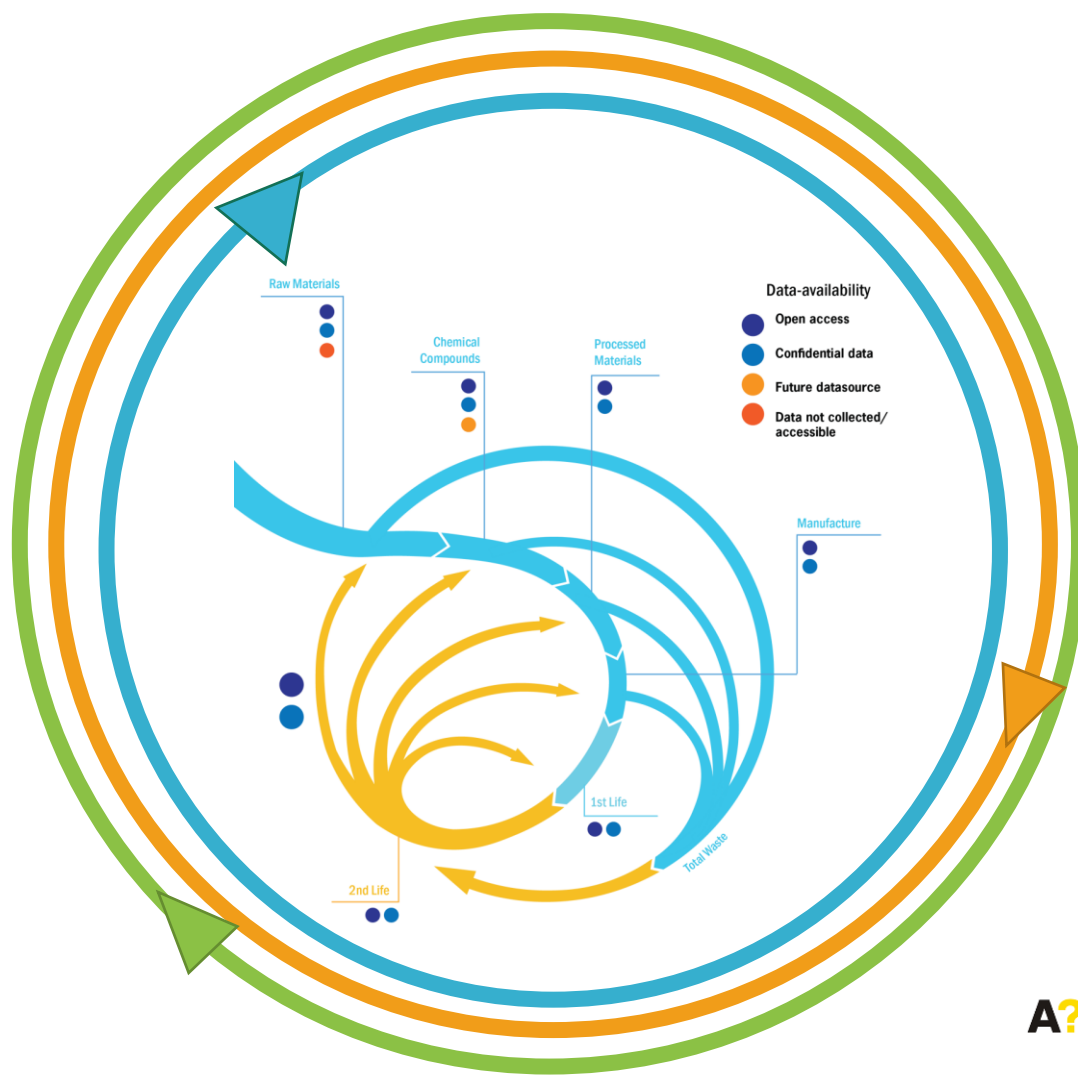 Raw Materials
Chemical
Compounds
Processed
Materials
Data-availability
Open access
Confidential data
Future datasource
Data not collected/
accessible
Manufacture
1st Life
Total Waste
2nd Life
A?